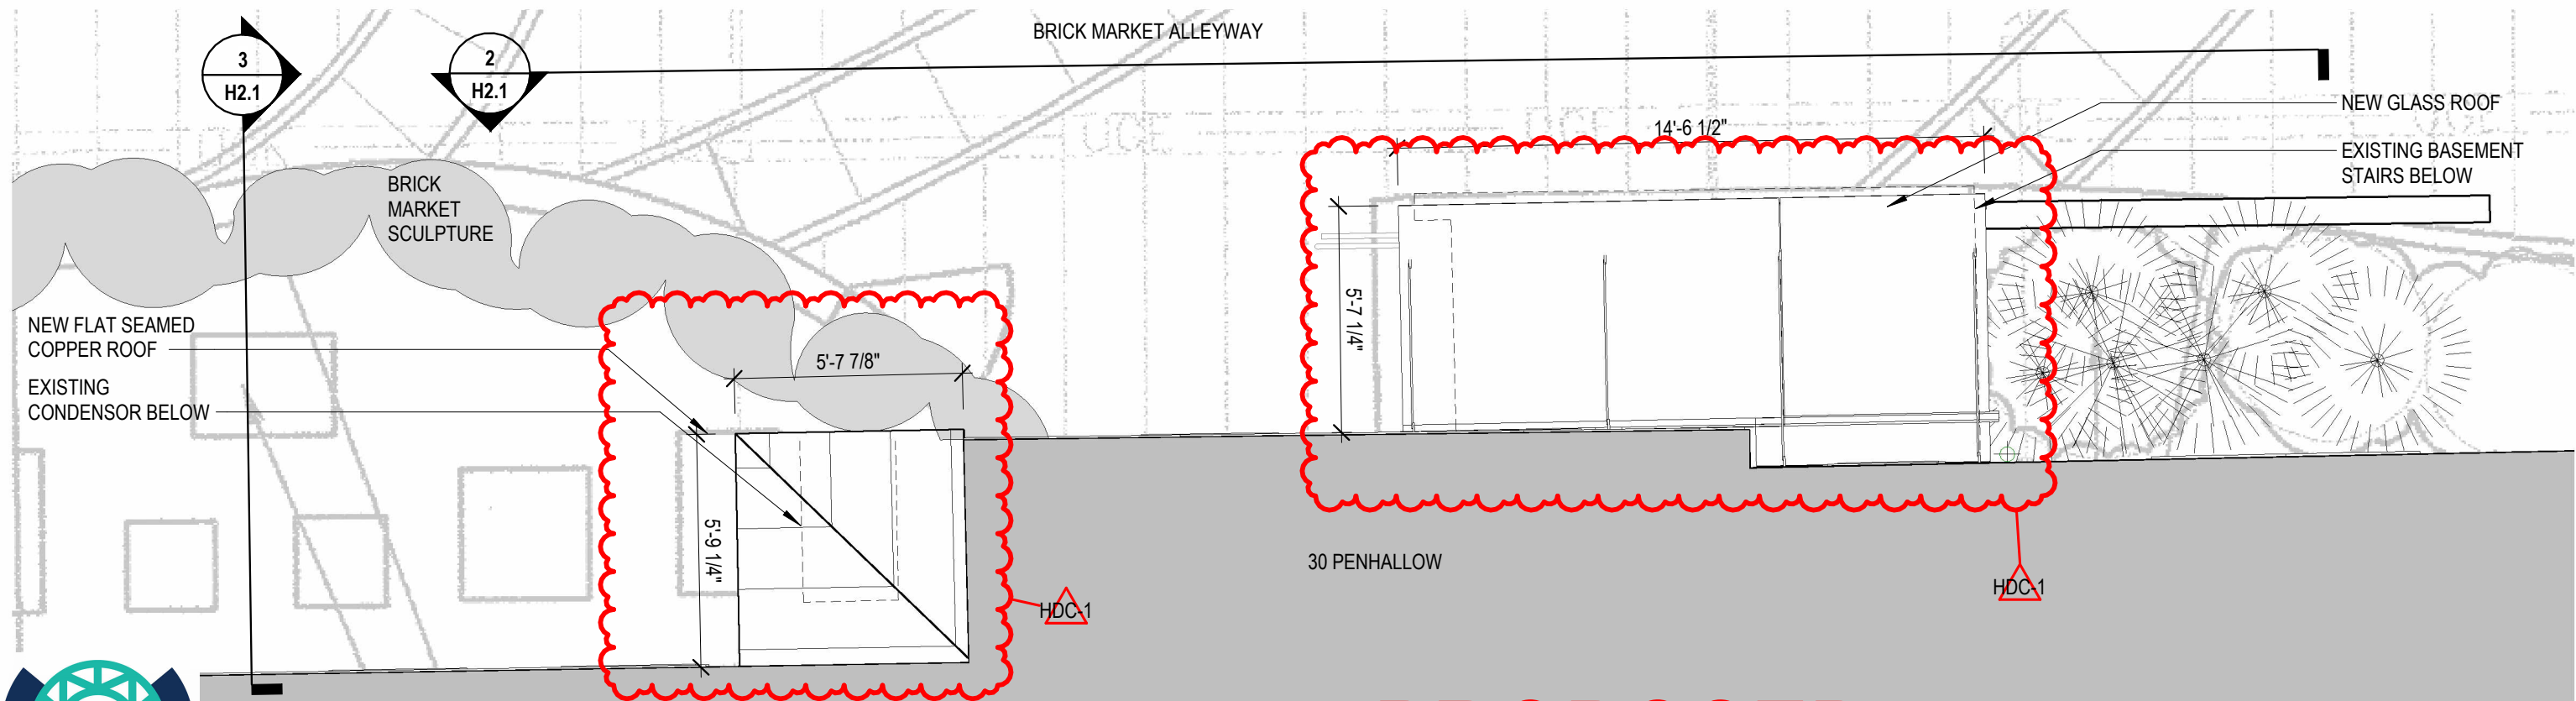 BRICK MARKET ALLEYWAY
3
H2.1
2
H2.1
NEW GLASS ROOF
14'-6 1/2"
EXISTING BASEMENT
STAIRS BELOW
BRICK
MARKET
SCULPTURE
5'-7 1/4"
NEW FLAT SEAMED
COPPER ROOF
5'-7 7/8"
EXISTING
CONDENSOR BELOW
5'-9 1/4"
30 PENHALLOW
HDC-1
HDC-1